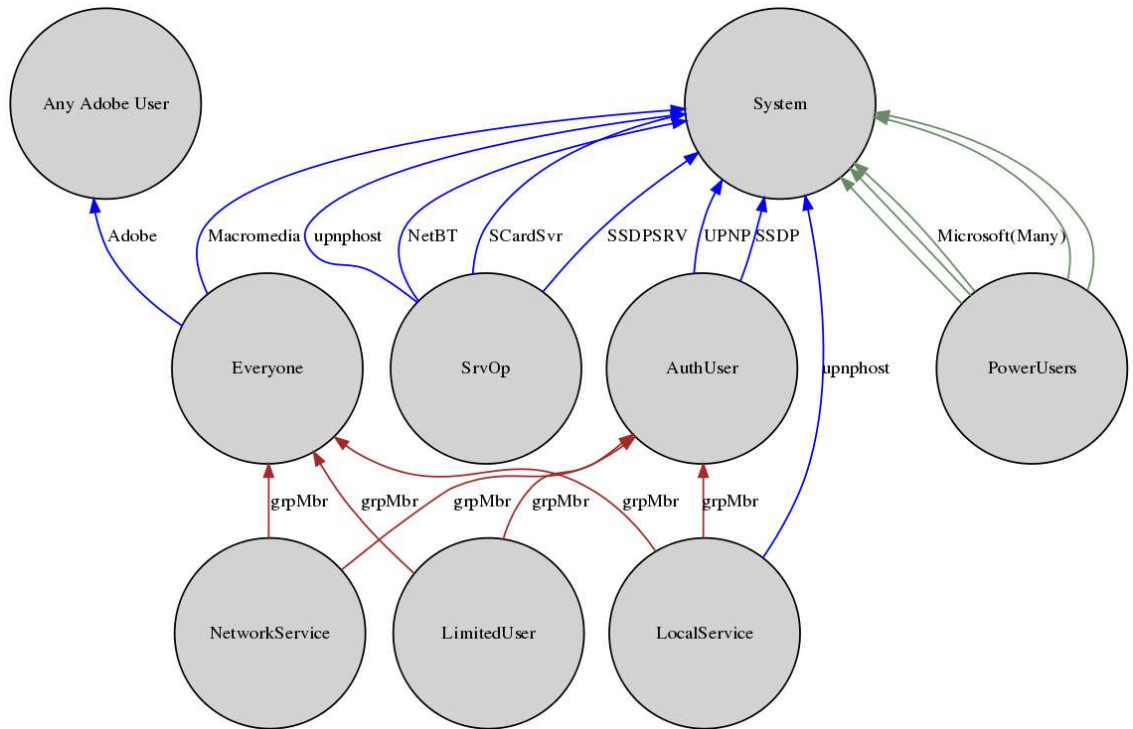 Any Adobe User
System
Adobe
Macromedia
upnphost
NetBT
SCardSvr
SSDPSRV
UPNP
SSDP
Microsoft(Many)
Everyone
SrvOp
AuthUser
upnphost
PowerUsers
grpMbr
grpMbr
grpMbr
grpMbr
grpMbr
grpMbr
NetworkService
LimitedUser
LocalService